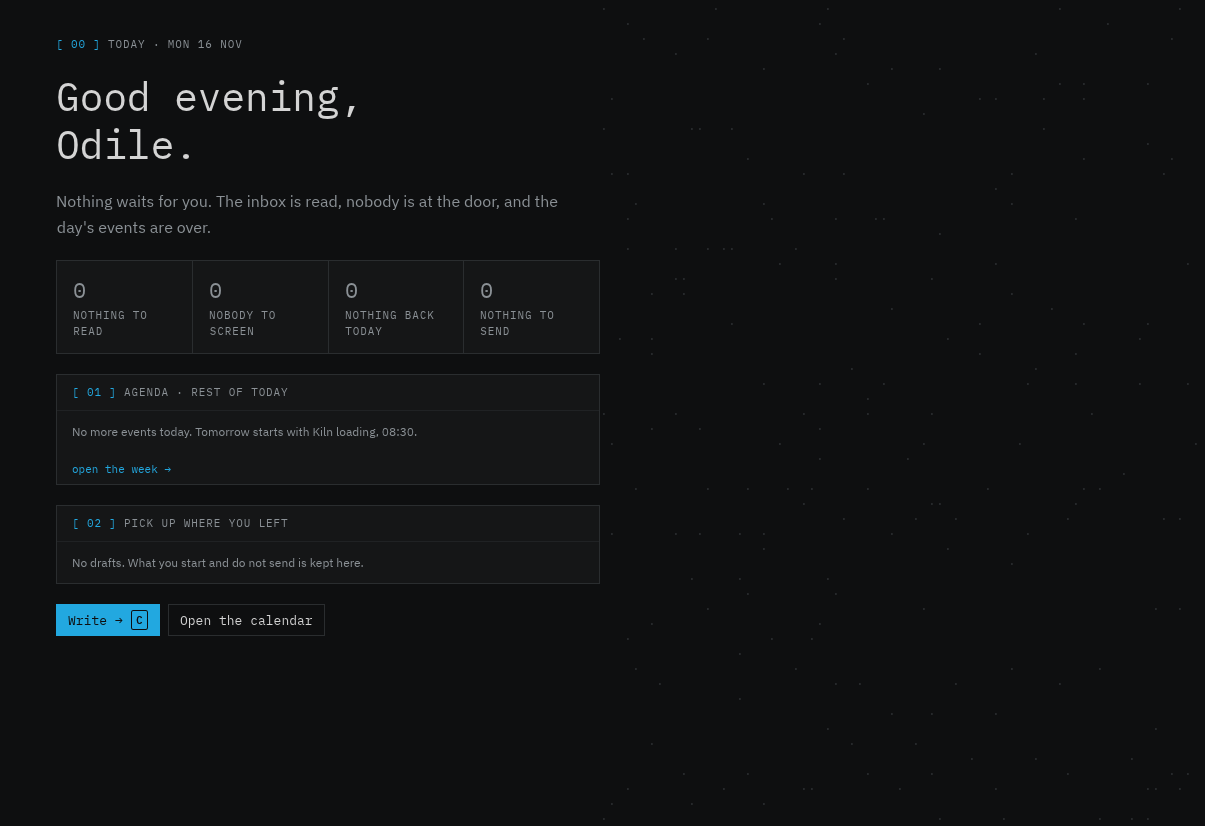 [ 00 ] TODAY · MON 16 NOV
Good evening,
Odile.
Nothing waits for you. The inbox is read, nobody is at the door, and the
day's events are over.
0
NOTHING TO
READ
0
NOBODY TO
SCREEN
0
NOTHING BACK
TODAY
0
NOTHING TO
SEND
[ 01 ] AGENDA · REST OF TODAY
No more events today. Tomorrow starts with Kiln loading, 08:30.
open the week →
[ 02 ] PICK UP WHERE YOU LEFT
No drafts. What you start and do not send is kept here.
Write → C
Open the calendar